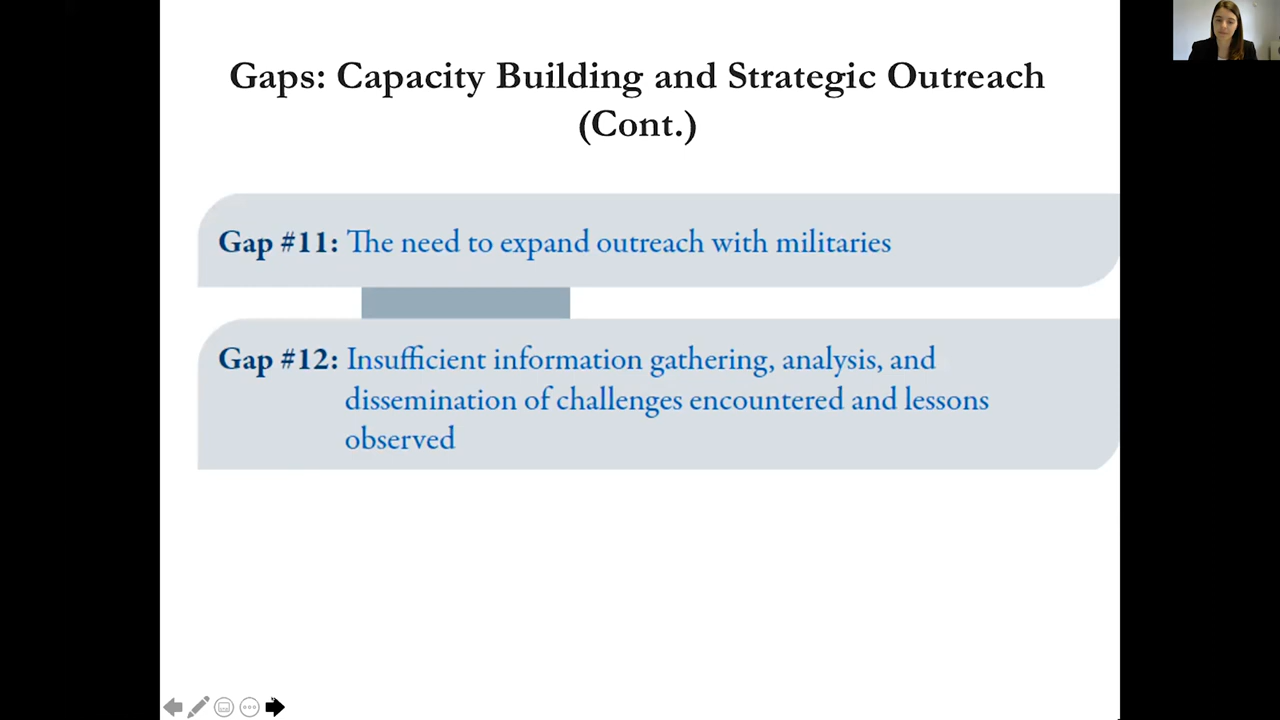 Gaps: Capacity Building and Strategic Outreach
(Cont.)
Gap #11: The need to expand outreach with militaries
Gap #12: Insufficient information gathering, analysis, and
dissemination of challenges encountered and lessons
observed